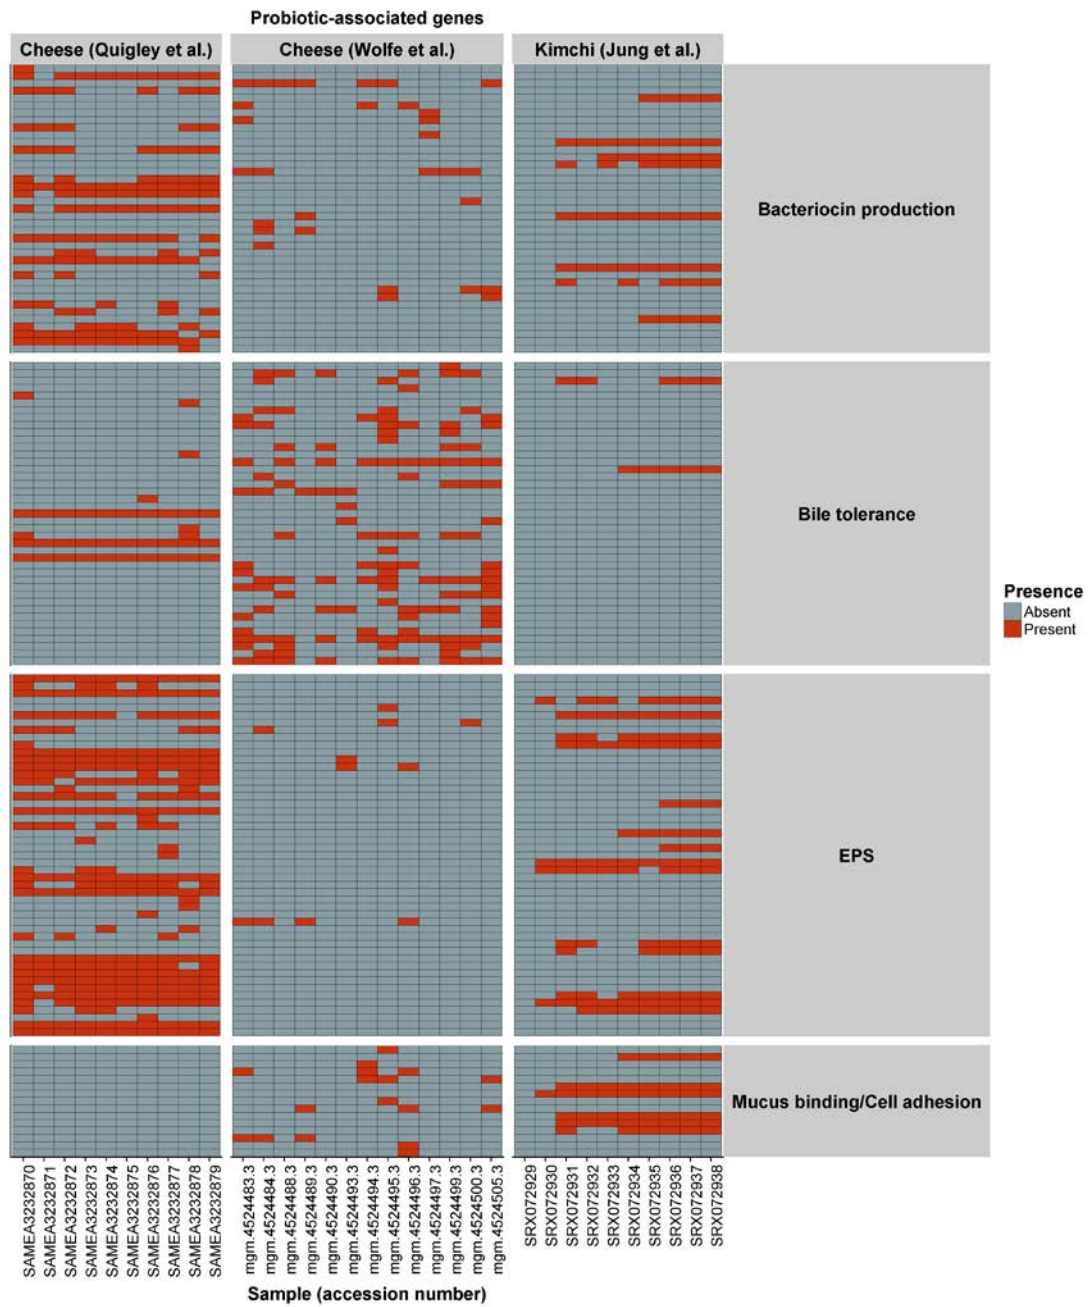 Probiotic-associated genes
Cheese (Quigley et al.)
Cheese (Wolfe et al.)
Kimchi (Jung et al.)
Bacteriocin production
Bile tolerance
EPS
Mucus binding/Cell adhesion
Presence
Absent
Present
SAMEA3232870
SAMEA3232871
SAMEA3232872
SAMEA3232873
SAMEA3232874
SAMEA3232875
SAMEA3232876
SAMEA3232877
SAMEA3232878
SAMEA3232879
mgm.4524483.3
mgm.4524484.3
mgm.4524488.3
mgm.4524489.3
mgm.4524490.3
mgm.4524493.3
mgm.4524494.3
mgm.4524495.3
mgm.4524496.3
mgm.4524497.3
mgm.4524499.3
mgm.4524500.3
mgm.4524505.3
SRX072929
SRX072930
SRX072931
SRX072932
SRX072933
SRX072934
SRX072935
SRX072936
SRX072937
SRX072938
Sample (accession number)